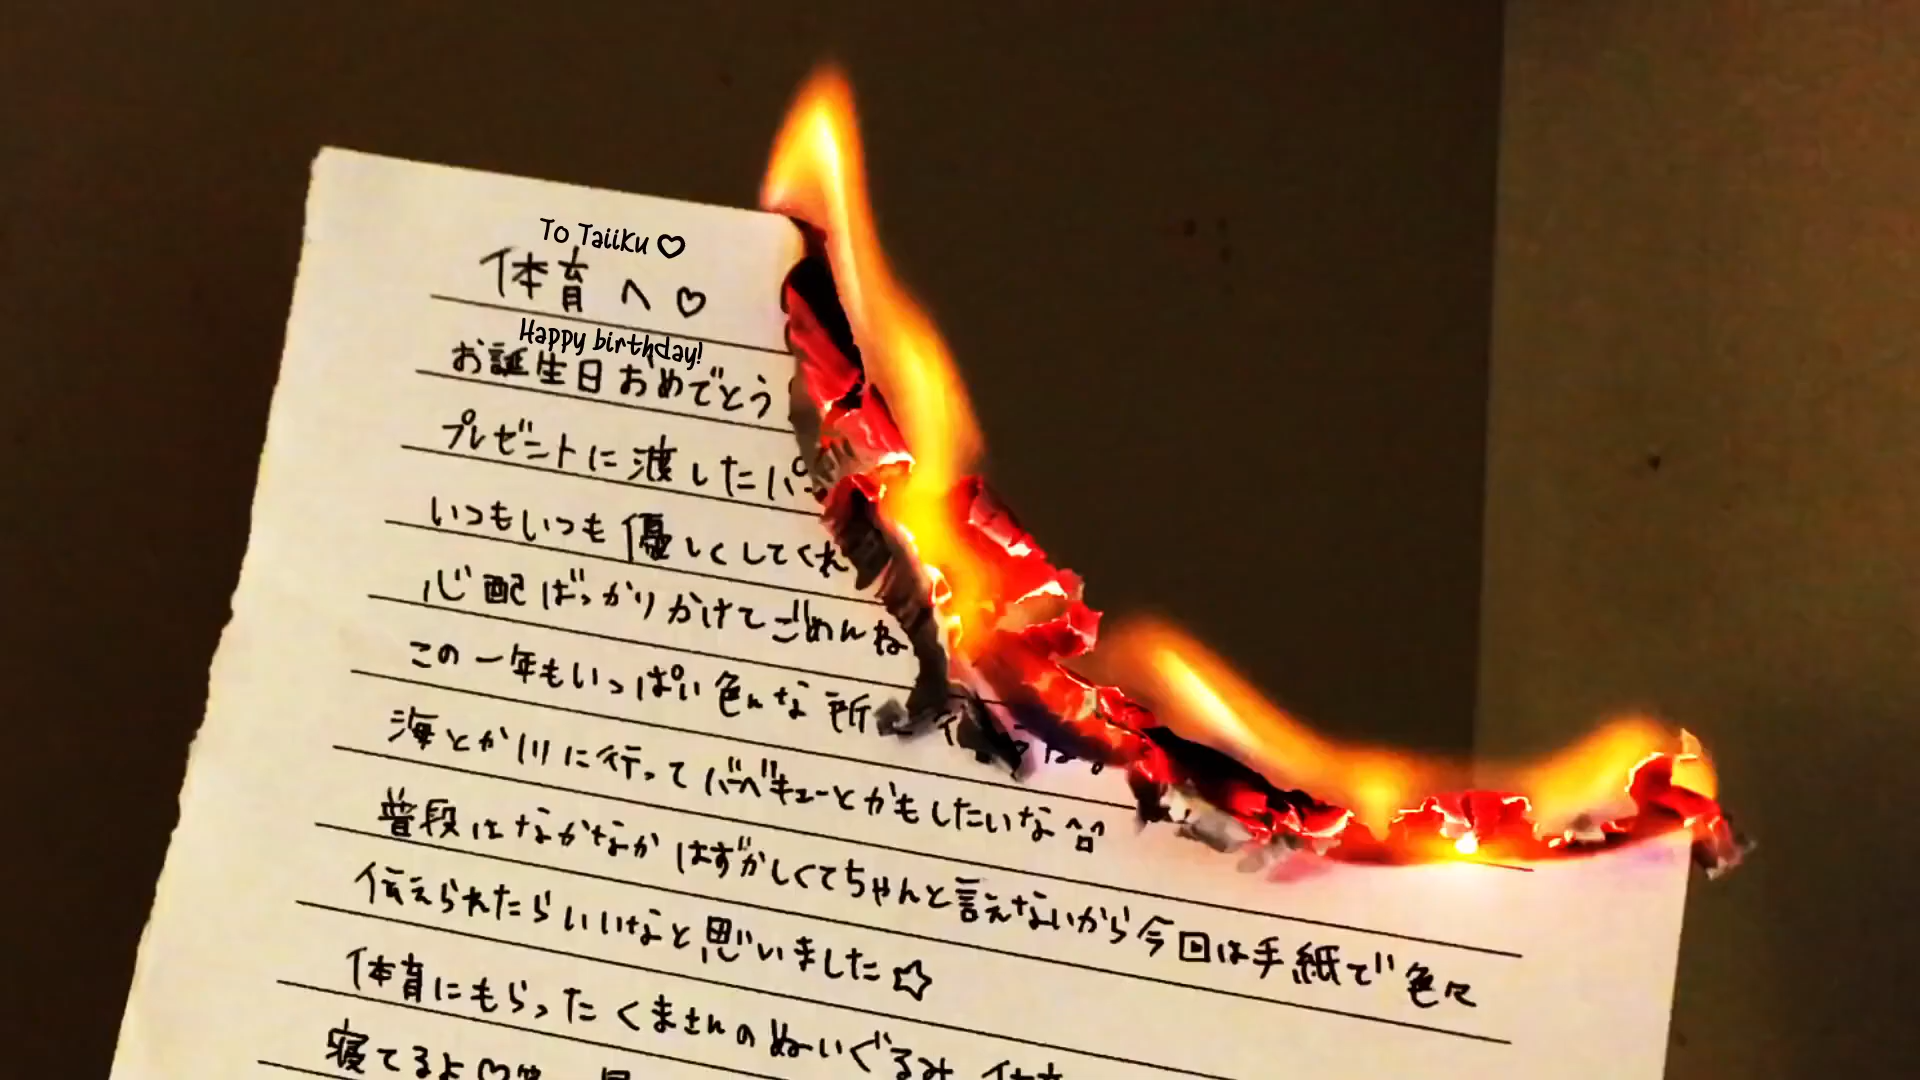 To Taiiku ♡
体育へ♡
Happy birthday!
お誕生日おめでとう
プレゼントに渡したパ
いつもいつも優しくしてくれ
心配ばっかりかけてごめんね
この一年もいっぱい色んな所
海とか川に行ってバーベキューとかもしたいな^^
普段はなかなかはずかしくてちゃんと言えないから今回は手紙で色々
伝えられたらいいなと思いました☆
体育にもらったくまさんのぬいぐるみ
寝てるよ♡